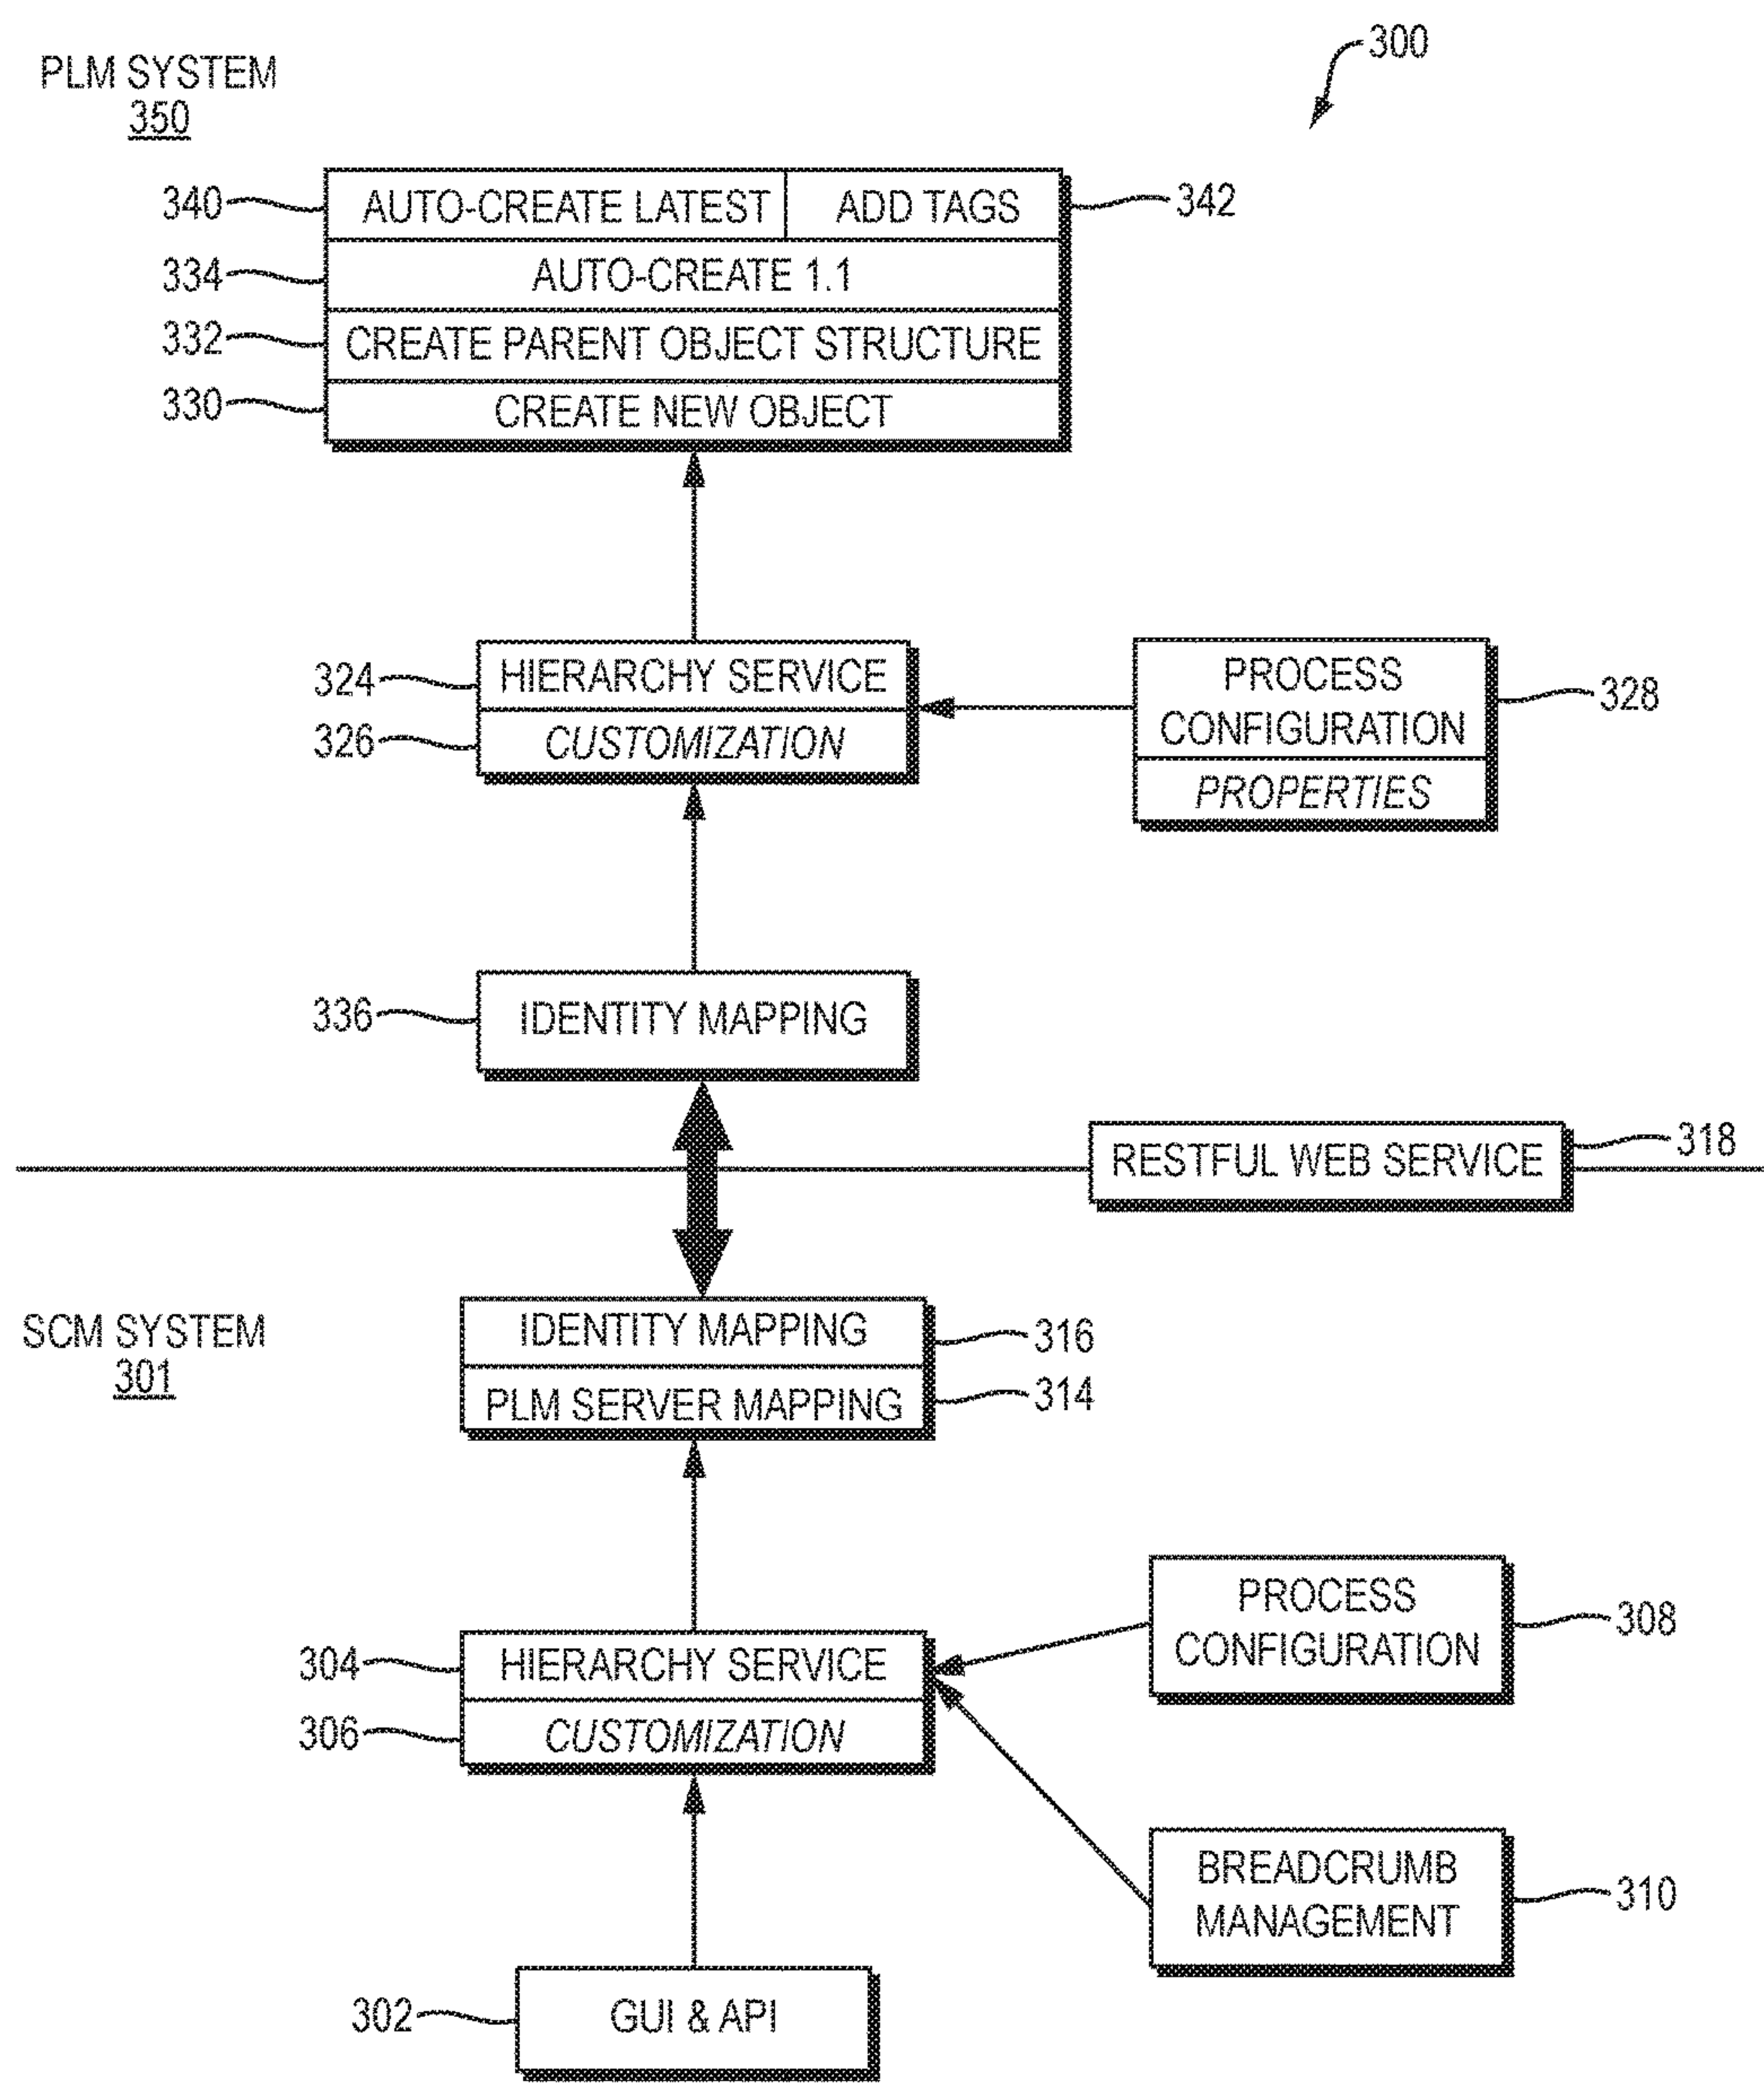 300
PLM SYSTEM
350
340
AUTO-CREATE LATEST
ADD TAGS
342
334
AUTO-CREATE 1.1
332
CREATE PARENT OBJECT STRUCTURE
330
CREATE NEW OBJECT
324
HIERARCHY SERVICE
326
CUSTOMIZATION
PROCESS
CONFIGURATION
328
PROPERTIES
336
IDENTITY MAPPING
RESTFUL WEB SERVICE
318
SCM SYSTEM
301
IDENTITY MAPPING
316
PLM SERVER MAPPING
314
PROCESS
CONFIGURATION
308
304
HIERARCHY SERVICE
306
CUSTOMIZATION
BREADCRUMB
MANAGEMENT
310
302
GUI & API